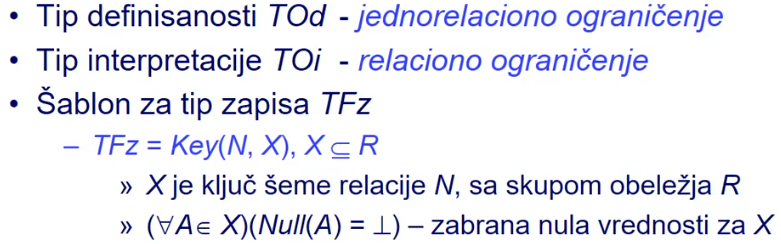 • Tip definisanosti TOd - jednorelaciono ograničenje
• Tip interpretacije TOi - relaciono ograničenje
• Šablon za tip zapisa TFz
– TFz = Key(N, X), X ⊆ R
» X je ključ šeme relacije N, sa skupom obeležja R
» (∀A∈ X)(Null(A) = ⊥) – zabrana nula vrednosti za X